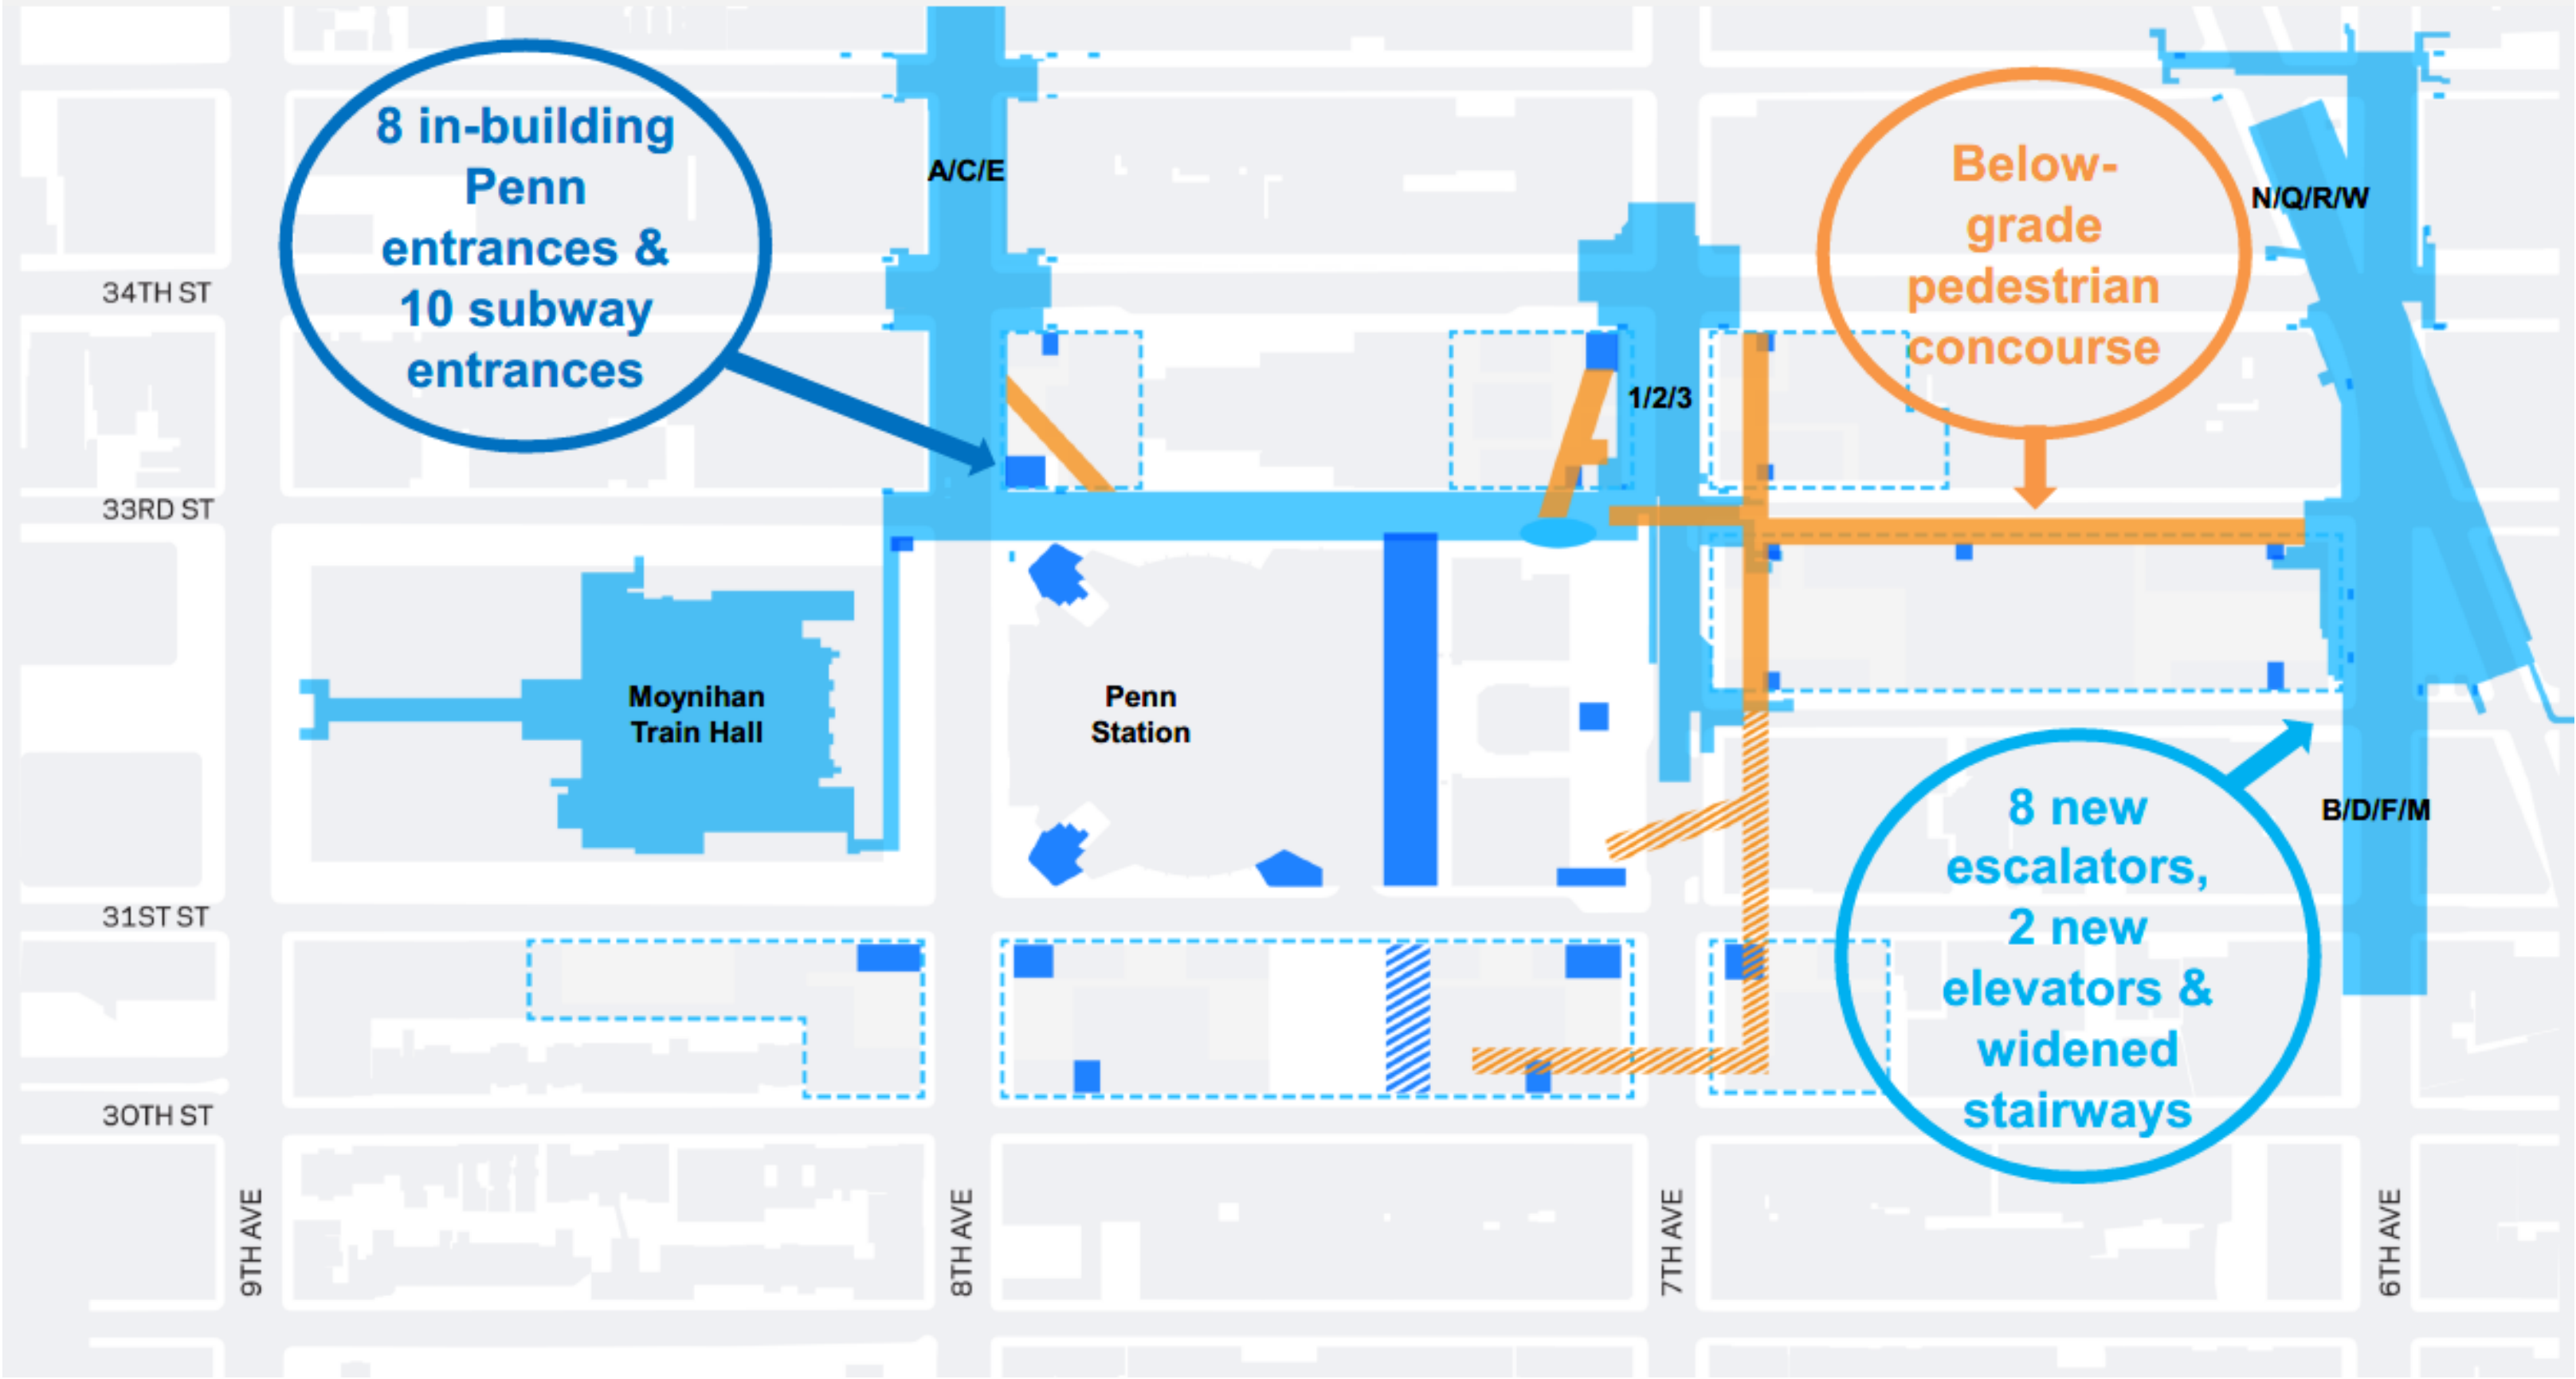 8 in-building
Penn
entrances &
10 subway
entrances
A/C/E
Below-
grade
pedestrian
concourse
N/Q/R/W
34TH ST
1/2/3
33RD ST
Moynihan
Train Hall
Penn
Station
8 new
escalators,
2 new
elevators &
widened
stairways
B/D/F/M
31ST ST
30TH ST
9TH AVE
8TH AVE
7TH AVE
6TH AVE